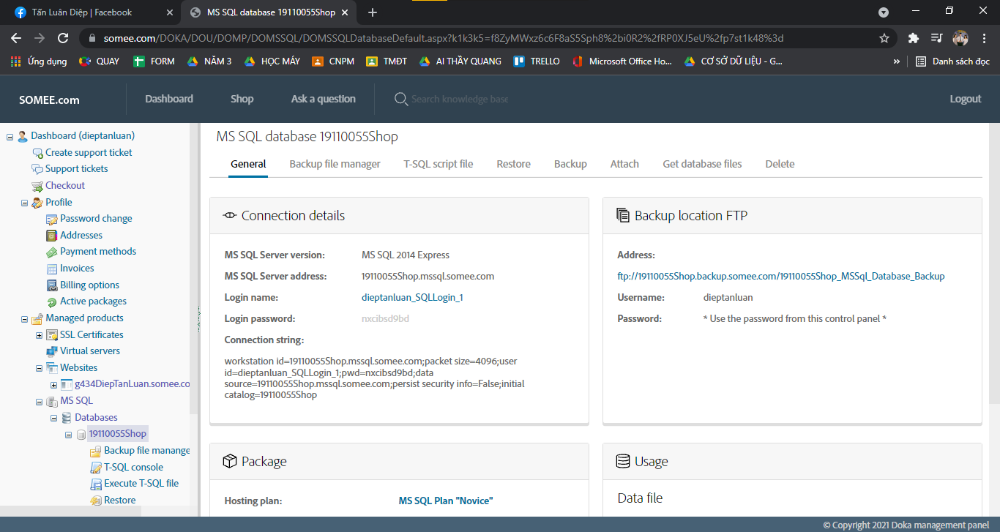 Tấn Luân Diệp | Facebook
MS SQL database 19110055Shop
somee.com/DOKA/DOU/DOMP/DOMSSQL/DOMSSQLDatabaseDefault.aspx?k1k3k5=f8ZyMWxz6c6F8aS5Sph8%2bi0R2%2fRP0XJ5eU%2fp7st1k48%3d
Ứng dụng QUAY FORM NĂM 3 HỌC MÁY CNPM TMĐT AI THẦY QUANG TRELLO Microsoft Office Ho... CƠ SỞ DỮ LIỆU - G... » Danh sách đọc
SOMEE.com Dashboard Shop Ask a question Search knowledge base Logout
Dashboard (dieptanluan)
Create support ticket
Support tickets
Checkout
Profile
Password change
Addresses
Payment methods
Invoices
Billing options
Active packages
Managed products
SSL Certificates
Virtual servers
Websites
g434DiepTanLuan.somee.co
MS SQL
Databases
19110055Shop
Backup file manange
T-SQL console
Execute T-SQL file
Restore
MS SQL database 19110055Shop
General Backup file manager T-SQL script file Restore Backup Attach Get database files Delete
Connection details
MS SQL Server version: MS SQL 2014 Express
MS SQL Server address: 19110055Shop.mssql.somee.com
Login name: dieptanluan_SQLLogin_1
Login password: nxcibsd9bd
Connection string:
workstation id=19110055Shop.mssql.somee.com;packet size=4096;user
id=dieptanluan_SQLLogin_1;pwd=nxcibsd9bd;data
source=19110055Shop.mssql.somee.com;persist security info=False;initial
catalog=19110055Shop
Backup location FTP
Address:
ftp://19110055Shop.backup.somee.com/19110055Shop_MSSql_Database_Backup
Username: dieptanluan
Password: * Use the password from this control panel *
Package
Hosting plan: MS SQL Plan "Novice"
Usage
Data file
© Copyright 2021 Doka management panel